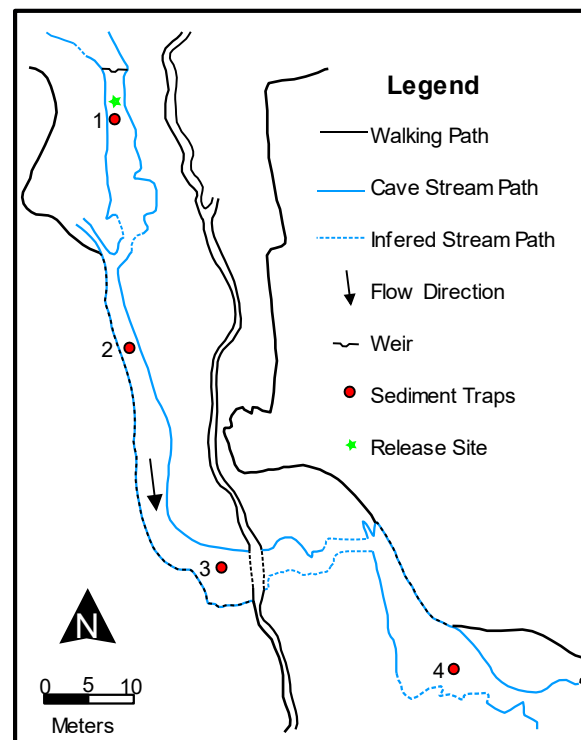 Legend
1
Walking Path
Cave Stream Path
Infered Stream Path
Flow Direction
Weir
2
Sediment Traps
Release Site
3
N
4
0 5 10
Meters